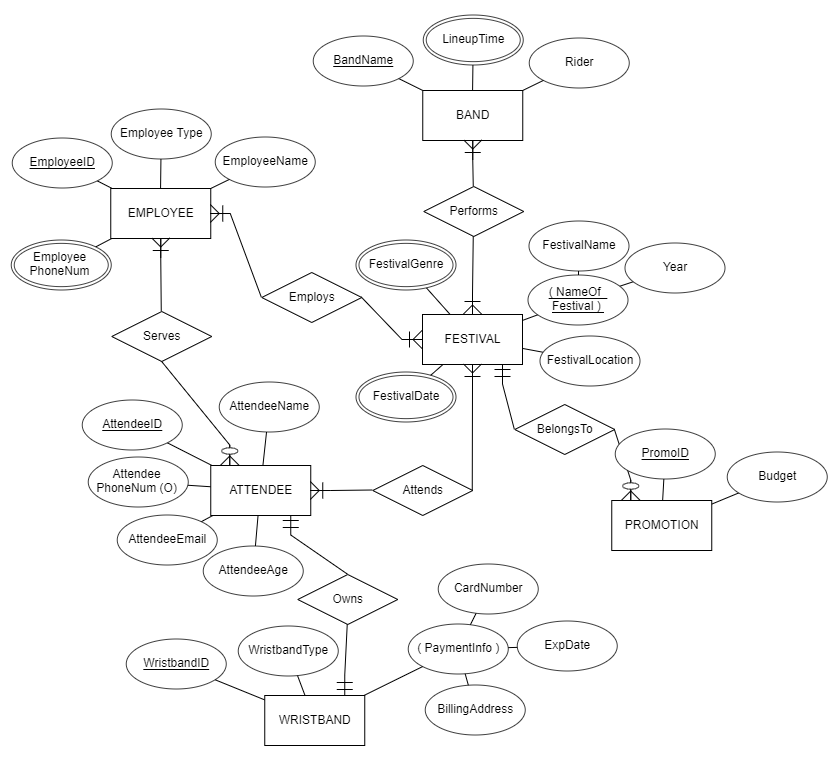 LineupTime
BandName
Rider
BAND
Employee Type
EmployeeID
EmployeeName
EMPLOYEE
Performs
Employee
PhoneNum
FestivalName
FestivalGenre
Year
( NameOf
Festival )
Employs
Serves
FESTIVAL
FestivalLocation
FestivalDate
AttendeeName
AttendeeID
BelongsTo
PromoID
Attendee
PhoneNum (O)
ATTENDEE
Attends
Budget
PROMOTION
AttendeeEmail
AttendeeAge
CardNumber
Owns
WristbandType
( PaymentInfo )
ExpDate
WristbandID
BillingAddress
WRISTBAND